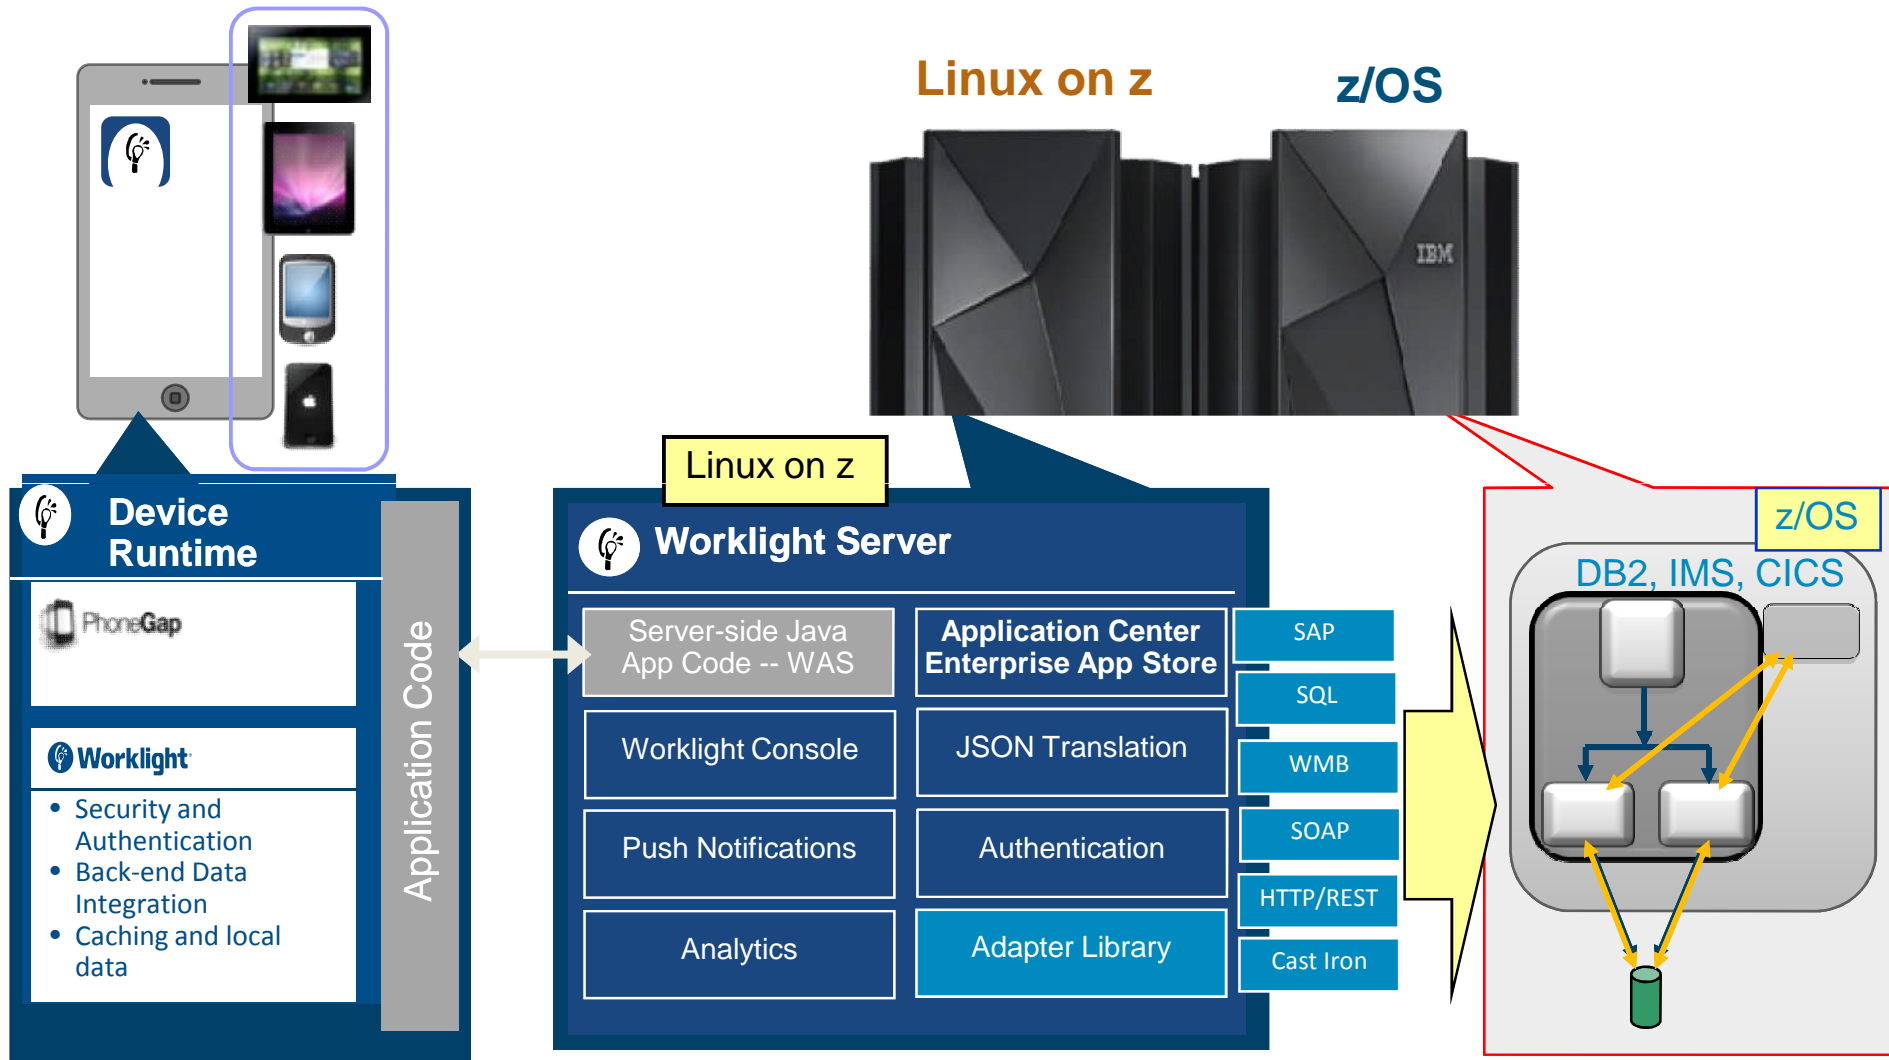 Linux on z
z/OS
IBM
Linux on z
z/OS
Device
Runtime
PhoneGap
Worklight
• Security and
Authentication
• Back-end Data
Integration
• Caching and local
data
Application Code
Worklight Server
Server-side Java
App Code -- WAS
Application Center
Enterprise App Store
Worklight Console
JSON Translation
Push Notifications
Authentication
Analytics
Adapter Library
SAP
SQL
WMB
SOAP
HTTP/REST
Cast Iron
DB2, IMS, CICS